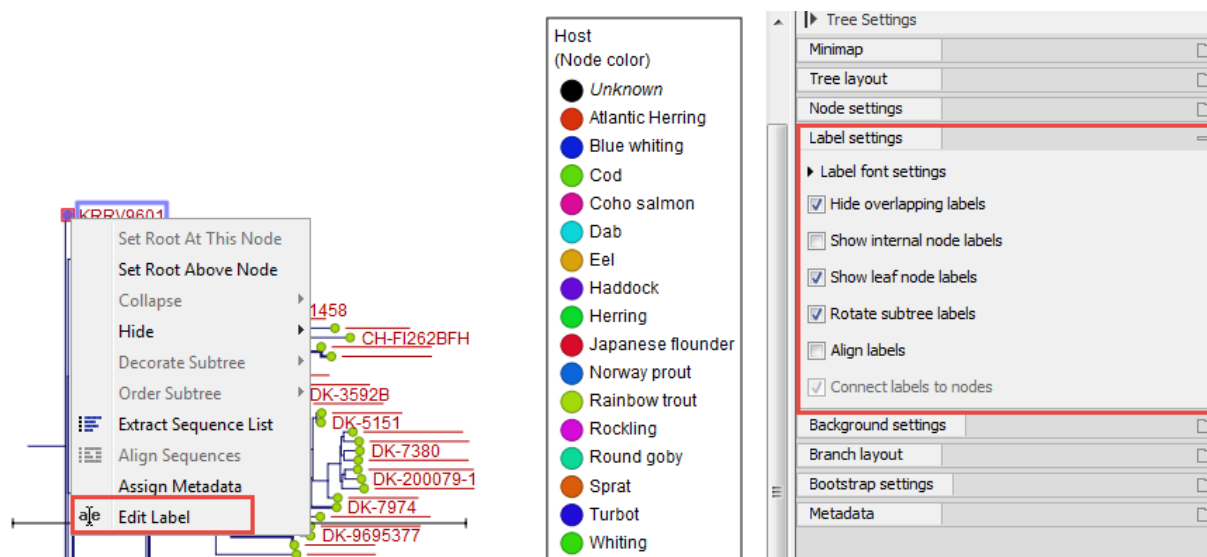 KRRV9601
Set Root At This Node
Set Root Above Node
Collapse
Hide
Decorate Subtree
Order Subtree
Extract Sequence List
Align Sequences
Assign Metadata
Edit Label
1458
CH-FI262BFH
DK-3592B
DK-5151
DK-7380
DK-200079-1
DK-7974
DK-9695377
Host
(Node color)
Unknown
Atlantic Herring
Blue whiting
Cod
Coho salmon
Dab
Eel
Haddock
Herring
Japanese flounder
Norway prout
Rainbow trout
Rockling
Round goby
Sprat
Turbot
Whiting
Tree Settings
Minimap
Tree layout
Node settings
Label settings
Label font settings
Hide overlapping labels
Show internal node labels
Show leaf node labels
Rotate subtree labels
Align labels
Connect labels to nodes
Background settings
Branch layout
Bootstrap settings
Metadata